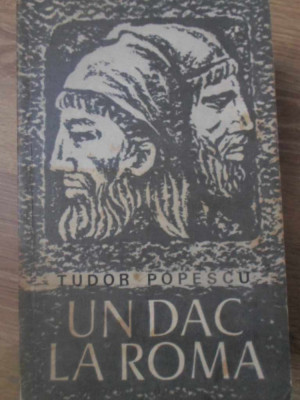 TUDOR POPESCU
UN DAC
LA ROMA